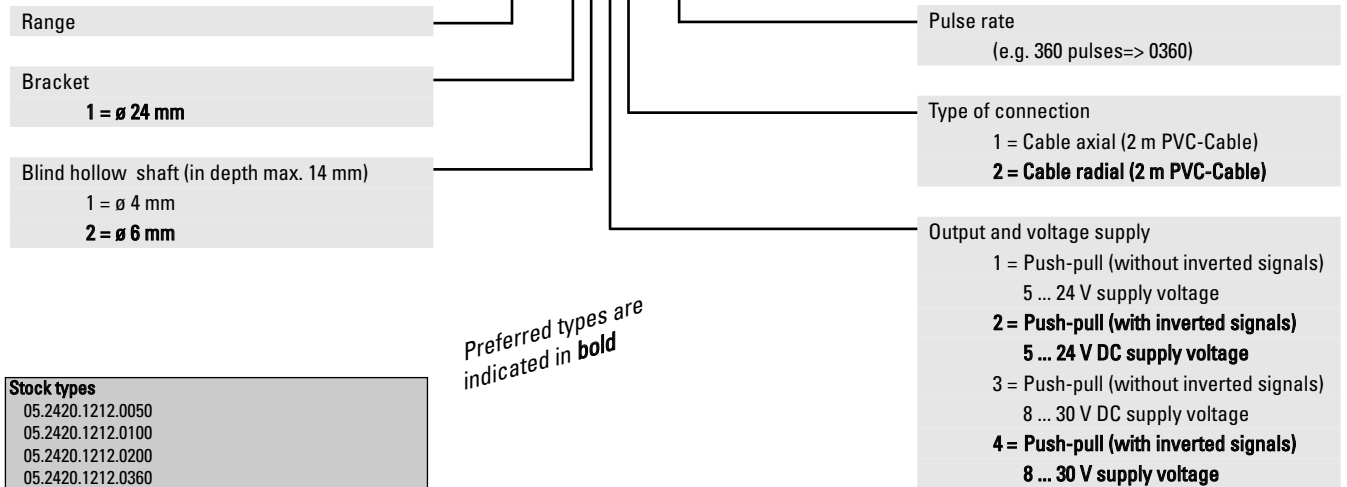 Range
Bracket
1 = ø 24 mm
Blind hollow  shaft (in depth max. 14 mm)
1 = ø 4 mm
2 = ø 6 mm
Pulse rate
(e.g. 360 pulses=> 0360)
Type of connection
1 = Cable axial (2 m PVC-Cable)
2 = Cable radial (2 m PVC-Cable)
Output and voltage supply
1 = Push-pull (without inverted signals)
5 ... 24 V supply voltage
2 = Push-pull (with inverted signals)
5 ... 24 V DC supply voltage
3 = Push-pull (without inverted signals)
8 ... 30 V DC supply voltage
4 = Push-pull (with inverted signals)
8 ... 30 V supply voltage
Preferred types are
indicated in bold
Stock types
05.2420.1212.0050
05.2420.1212.0100
05.2420.1212.0200
05.2420.1212.0360